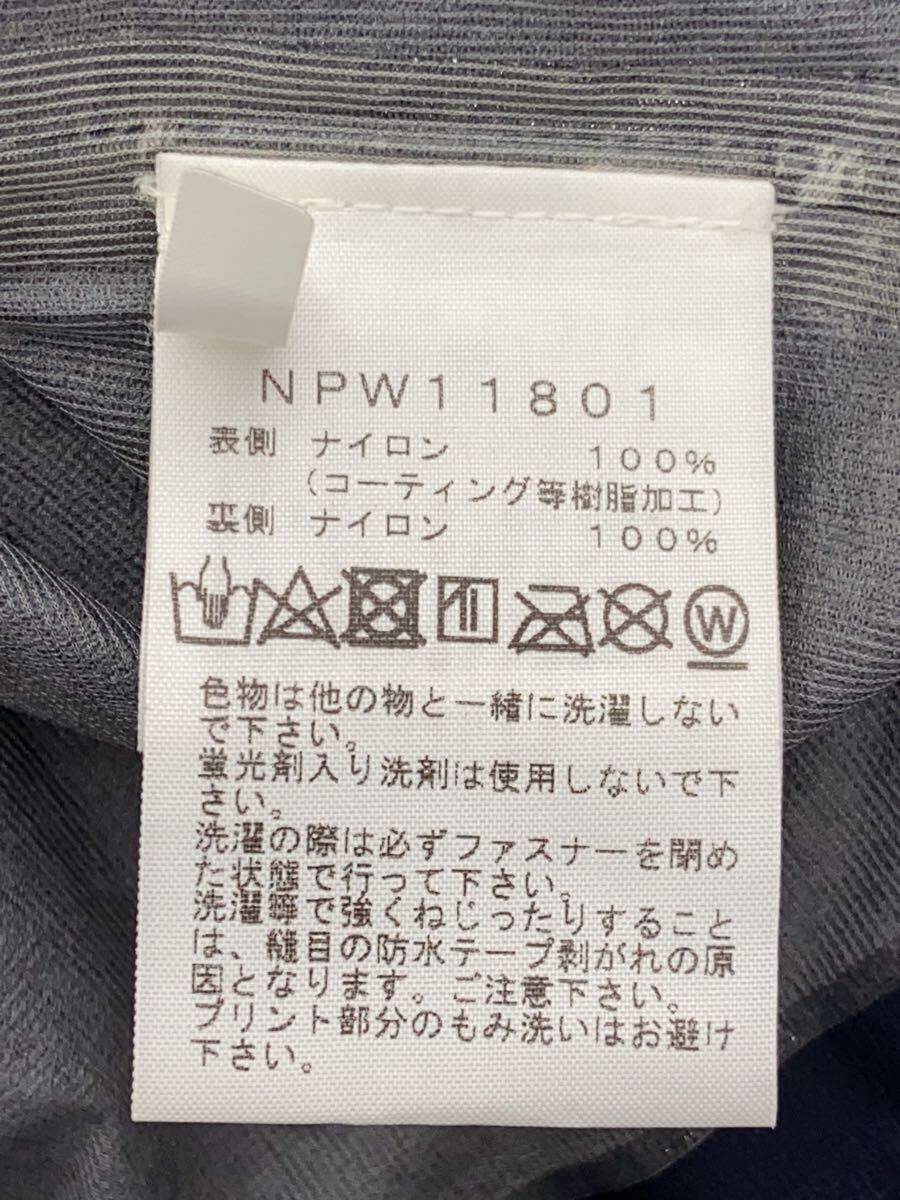 NPW11801
表側 ナイロン 100%
(コーティング等樹脂加工)
裏側 ナイロン 100%
W
色物は他の物と一緒に洗濯しない
で下さい。
蛍光剤入り洗剤は使用しないで下
さい。
洗濯の際は必ずファスナーを閉め
た状態で行って下さい。
洗濯等で強くねじったりすること
は、縫目の防水テープ剥がれの原
因となります。ご注意下さい。
プリント部分のもみ洗いはお避け
下さい。